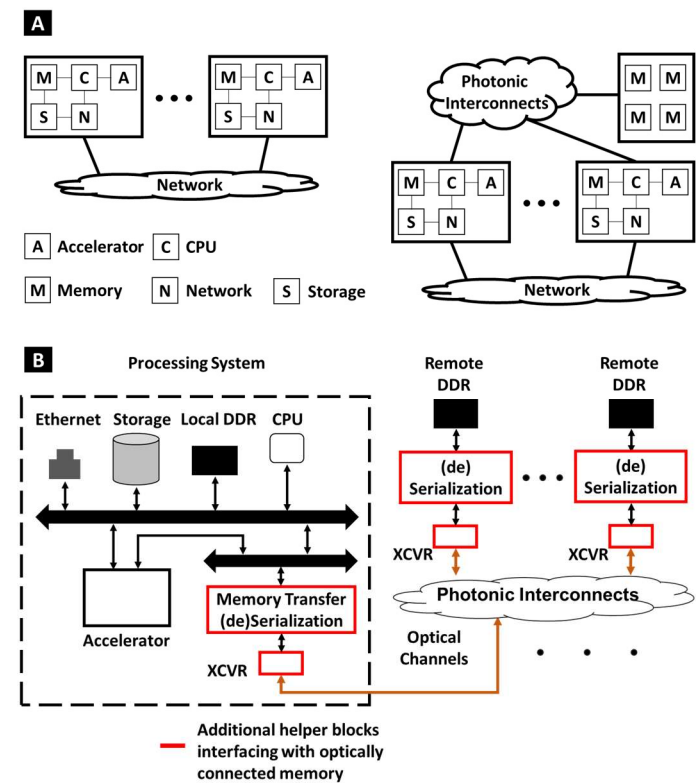 A
M C A
S N
M C A
S N
Network
Photonic
Interconnects
M M
M M
M C A
S N
M C A
S N
Network
A Accelerator C CPU
M Memory N Network S Storage
B
Processing System
Ethernet Storage Local DDR CPU
Accelerator
Memory Transfer
(de)Serialization
XCVR
Remote
DDR
Remote
DDR
(de)
Serialization
(de)
Serialization
XCVR
XCVR
Photonic Interconnects
Optical
Channels
Additional helper blocks
interfacing with optically
connected memory